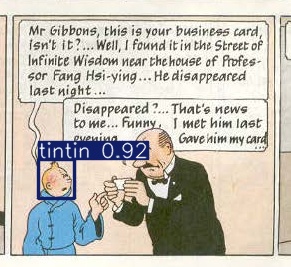 Mr Gibbons, this is your business card,
isn't it?... Well, I found it in the Street of
Infinite Wisdom near the house of Profes-
sor Fang Hsi-ying... He disappeared
last night...
Disappeared?... That's news
to me... Funny, I met him last
evening Gave him my card
tintin 0.92